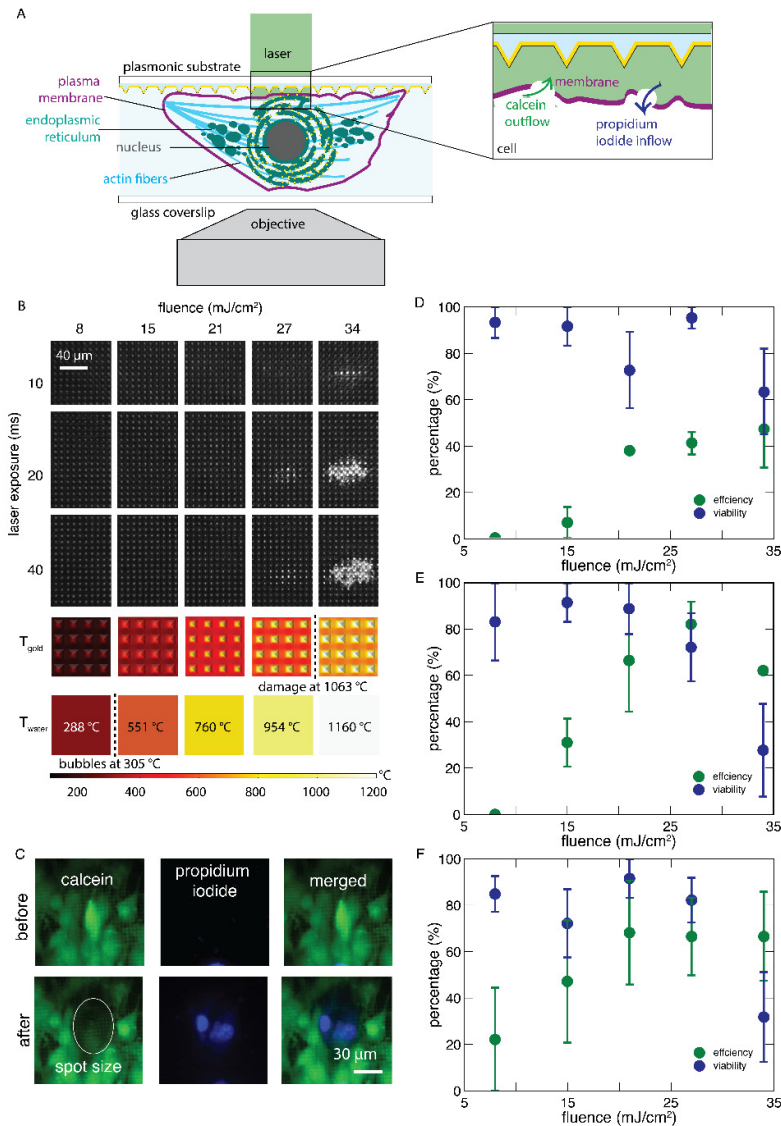 A
laser
plasmonic substrate
plasma
membrane
endoplasmic
reticulum
nucleus
actin fibers
glass coverslip
objective
membrane
calcein
outflow
propidium
iodide inflow
cell
B
fluence (mJ/cm²)
8 15 21 27 34
40 µm
laser exposure (ms)
10
20
40
Tgold
damage at 1063 °C
Twater
288 °C 551 °C 760 °C 954 °C 1160 °C
bubbles at 305 °C
°C
200 400 600 800 1000 1200
C
calcein
propidium
iodide
merged
before
after
spot size
30 µm
D
percentage (%)
100
80
60
40
20
0
effciency
viability
5 15 25 35
fluence (mJ/cm²)
E
percentage (%)
100
80
60
40
20
0
effciency
viability
5 15 25 35
fluence (mJ/cm²)
F
percentage (%)
100
80
60
40
20
0
effciency
viability
5 15 25 35
fluence (mJ/cm²)